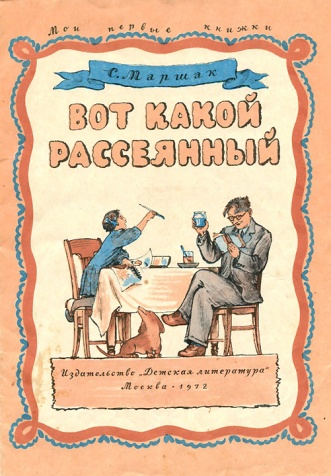 Мои первые книжки
С. Маршак
ВОТ КАКОЙ
РАССЕЯННЫЙ
Издательство „Детская литература"
Москва · 1972